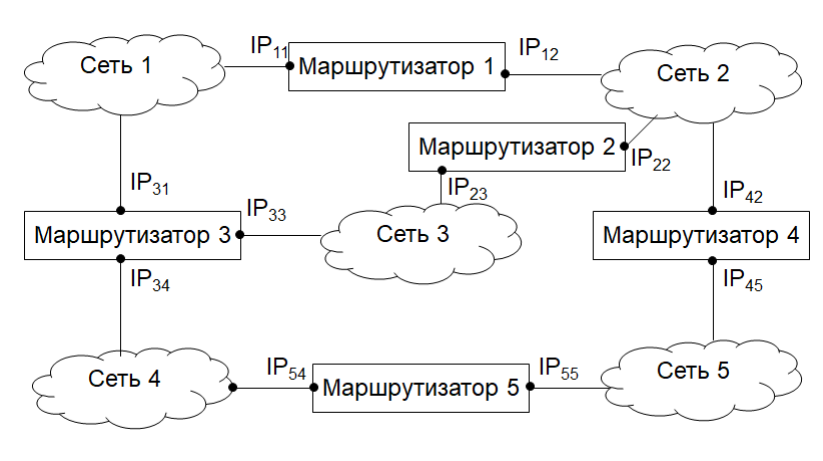 Сеть 1
IP11
Маршрутизатор 1
IP12
Сеть 2
Маршрутизатор 2
IP22
IP23
IP31
IP33
Маршрутизатор 3
IP34
Сеть 3
IP42
Маршрутизатор 4
IP45
Сеть 4
IP54
Маршрутизатор 5
IP55
Сеть 5